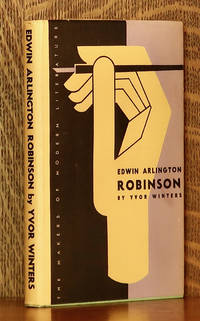 EDWIN ARLINGTON ROBINSON by YVOR WINTERS
THE MAKERS OF MODERN LITERATURE
EDWIN ARLINGTON
ROBINSON
BY YVOR WINTERS